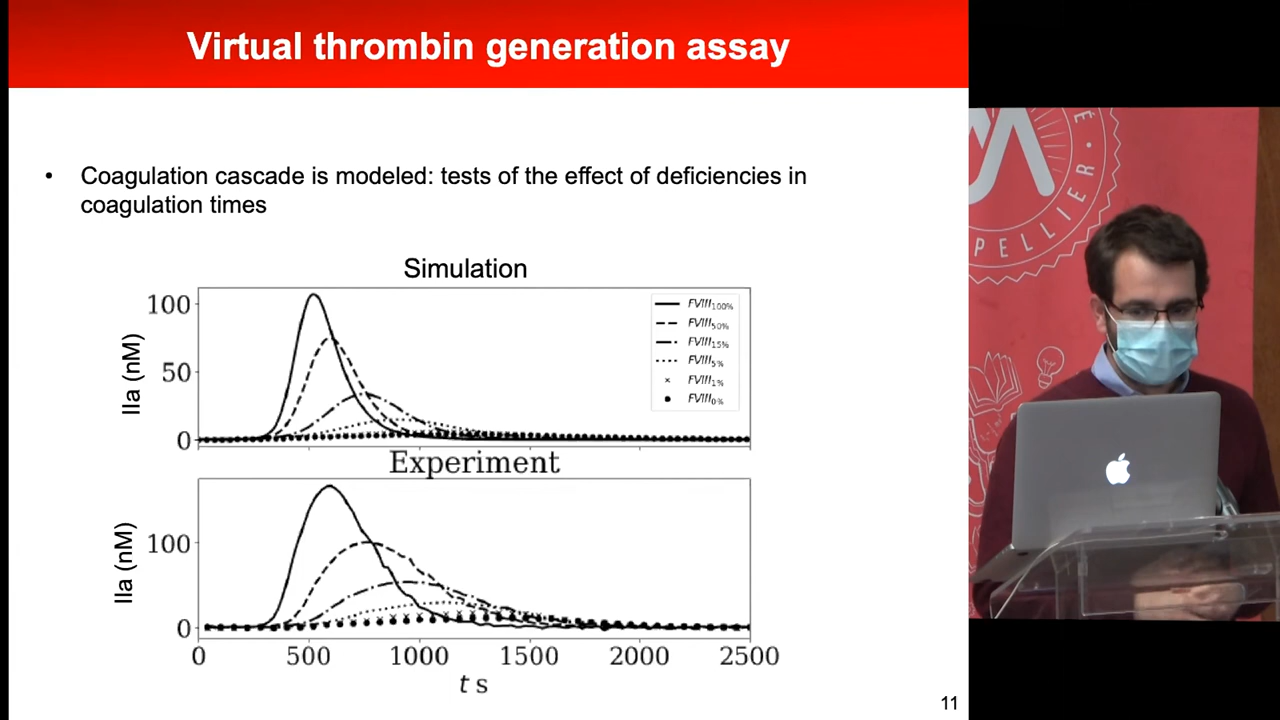 Virtual thrombin generation assay
• Coagulation cascade is modeled: tests of the effect of deficiencies in
coagulation times
Simulation
100
50
0
IIa (nM)
FVIII100%
FVIII50%
FVIII15%
FVIII5%
FVIII1%
FVIII0%
Experiment
100
0
IIa (nM)
0 500 1000 1500 2000 2500
t s
11
PELLIER
É